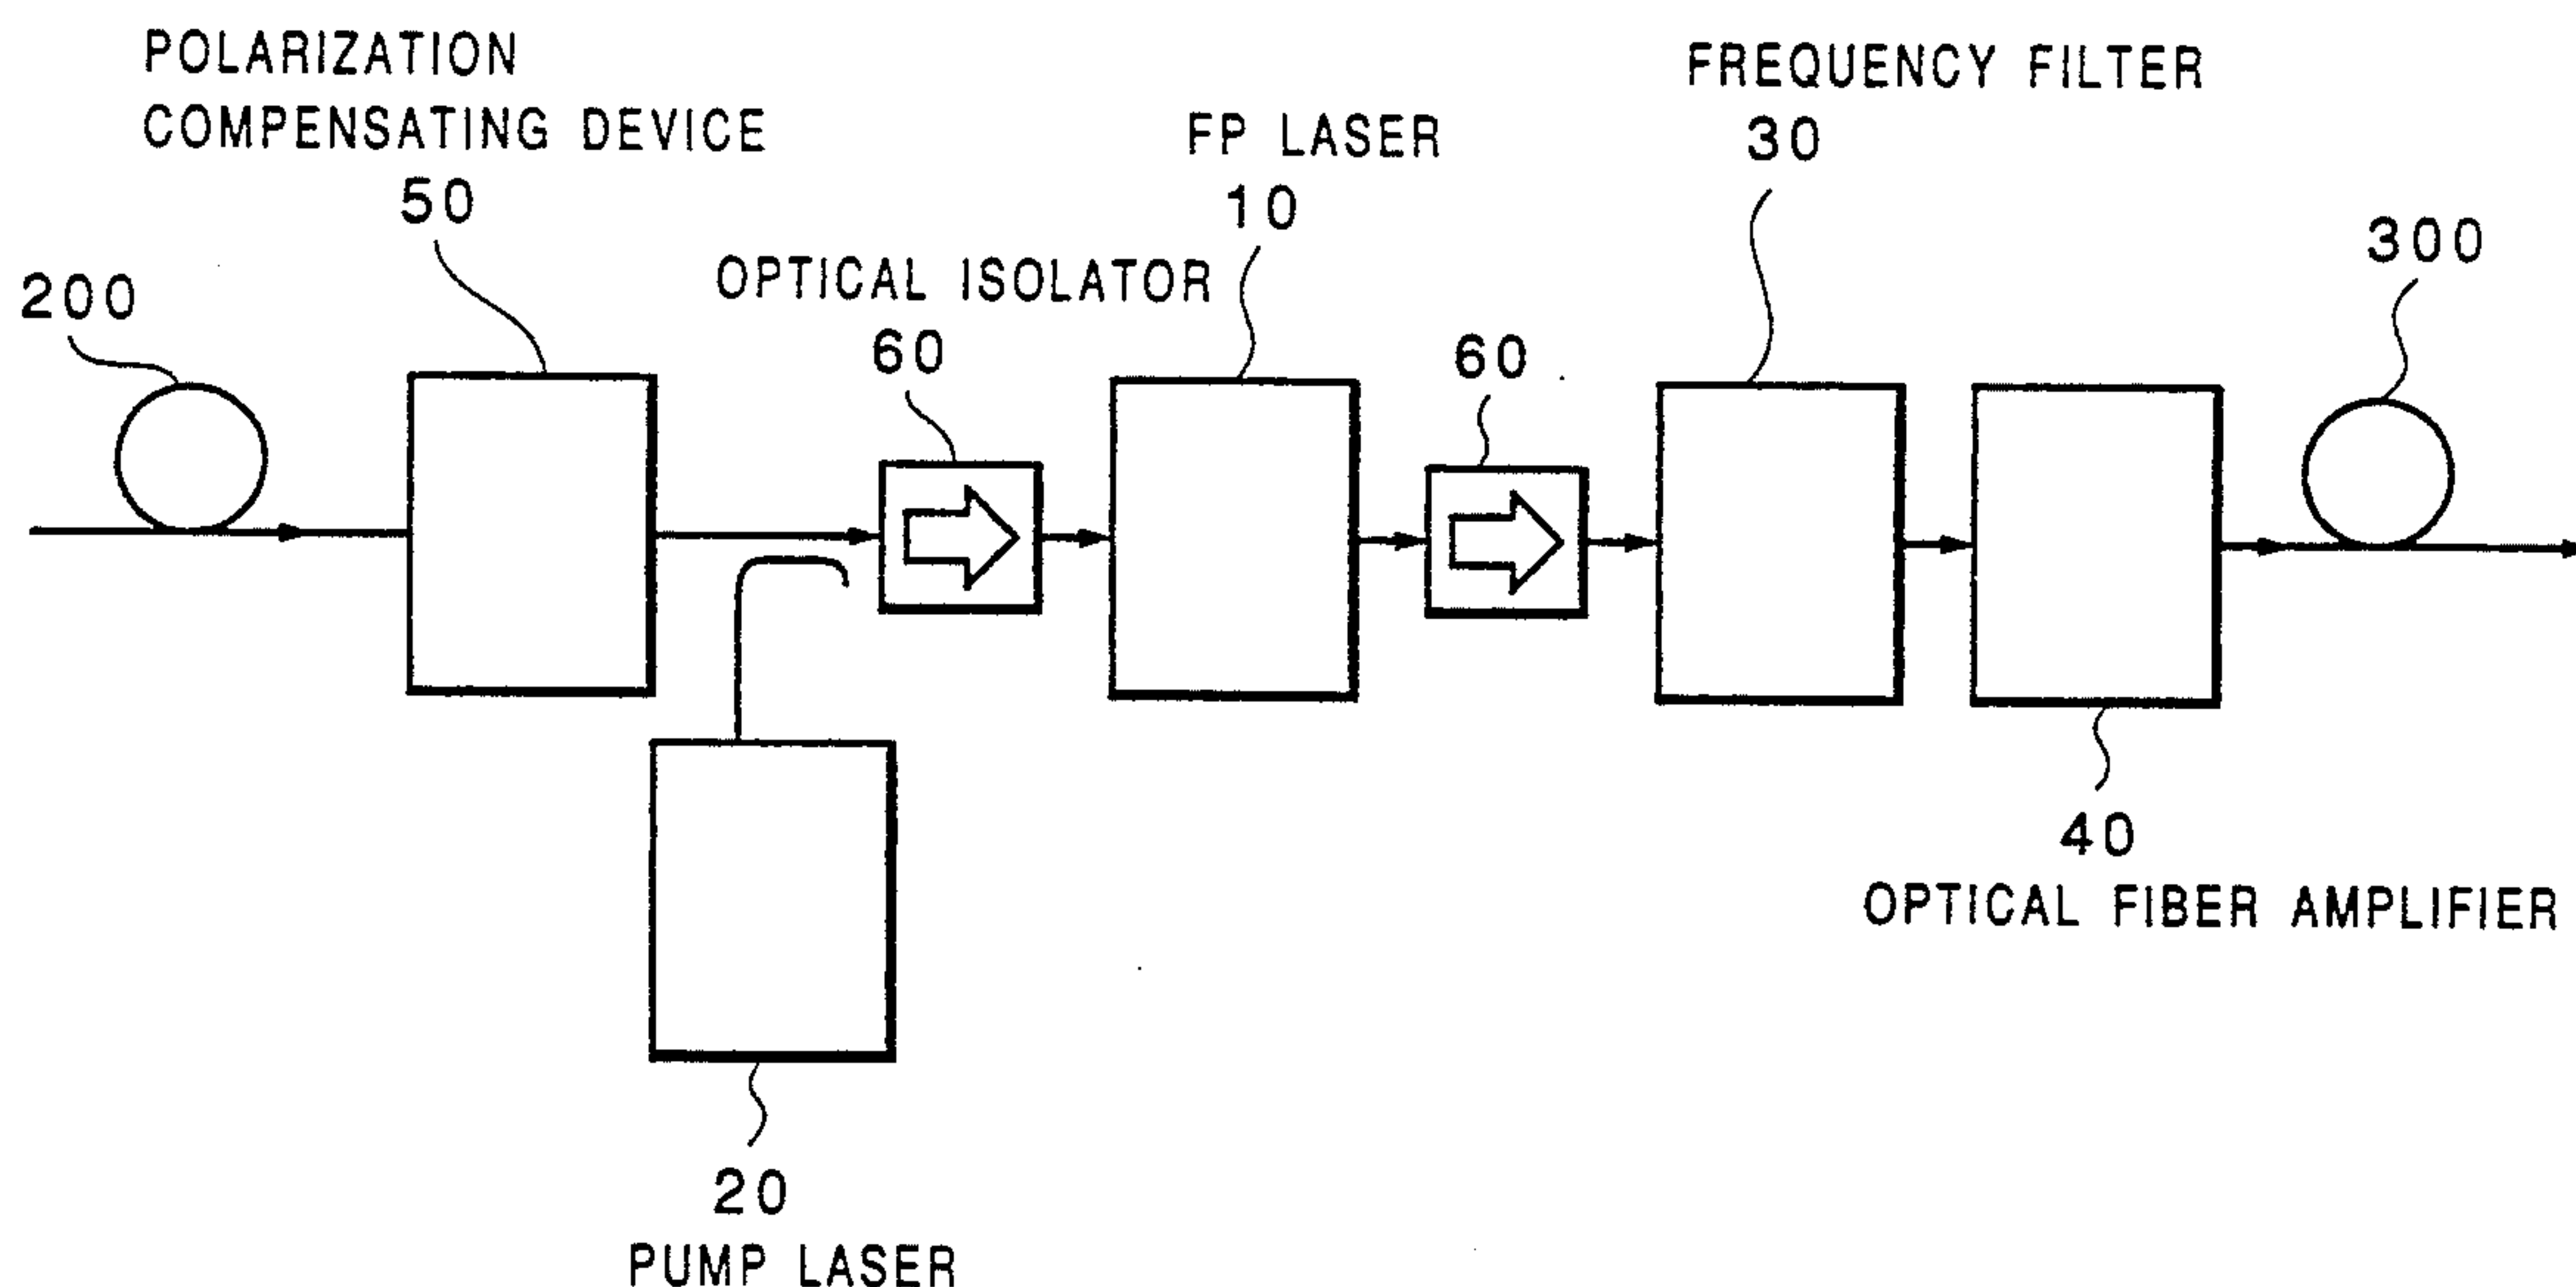 POLARIZATION
COMPENSATING DEVICE
50
FREQUENCY FILTER
30
FP LASER
10
200
OPTICAL ISOLATOR
60
60
300
40
OPTICAL FIBER AMPLIFIER
20
PUMP LASER